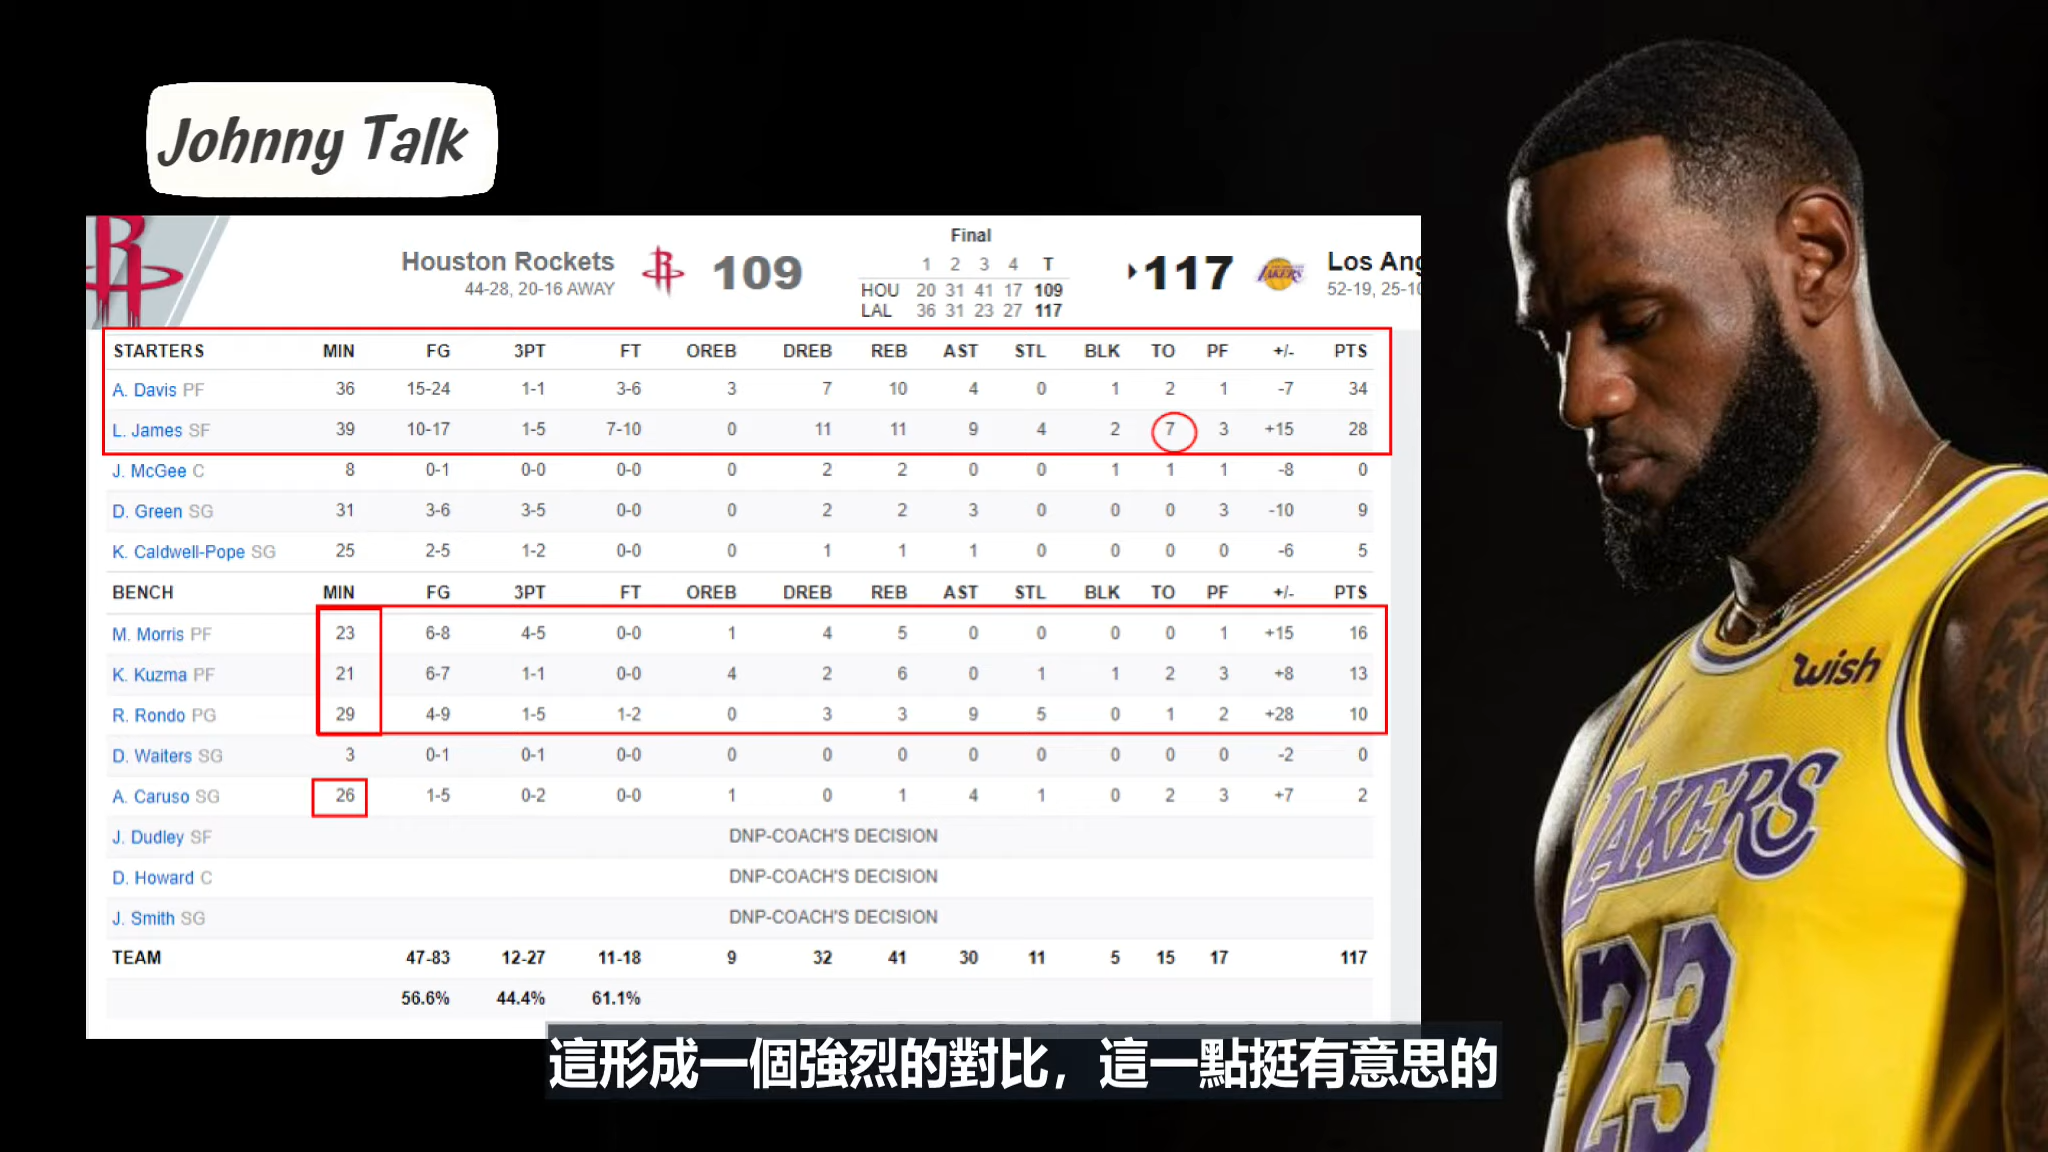 Johnny Talk
Final
Houston Rockets 109
44-28, 20-16 AWAY
1 2 3 4 T
HOU 20 31 41 17 109
LAL 36 31 23 27 117
117 Los Ang
52-19, 25-10
STARTERS MIN FG 3PT FT OREB DREB REB AST STL BLK TO PF +/- PTS
A. Davis PF 36 15-24 1-1 3-6 3 7 10 4 0 1 2 1 -7 34
L. James SF 39 10-17 1-5 7-10 0 11 11 9 4 2 7 3 +15 28
J. McGee C 8 0-1 0-0 0-0 0 2 2 0 0 1 1 1 -8 0
D. Green SG 31 3-6 3-5 0-0 0 2 2 3 0 0 0 3 -10 9
K. Caldwell-Pope SG 25 2-5 1-2 0-0 0 1 1 1 0 0 0 0 -6 5
BENCH MIN FG 3PT FT OREB DREB REB AST STL BLK TO PF +/- PTS
M. Morris PF 23 6-8 4-5 0-0 1 4 5 0 0 0 0 1 +15 16
K. Kuzma PF 21 6-7 1-1 0-0 4 2 6 0 1 1 2 3 +8 13
R. Rondo PG 29 4-9 1-5 1-2 0 3 3 9 5 0 1 2 +28 10
D. Waiters SG 3 0-1 0-1 0-0 0 0 0 0 0 0 0 0 -2 0
A. Caruso SG 26 1-5 0-2 0-0 1 0 1 4 1 0 2 3 +7 2
J. Dudley SF DNP-COACH'S DECISION
D. Howard C DNP-COACH'S DECISION
J. Smith SG DNP-COACH'S DECISION
TEAM 47-83 12-27 11-18 9 32 41 30 11 5 15 17 117
56.6% 44.4% 61.1%
這形成一個強烈的對比，這一點挺有意思的
wish
LAKERS
23